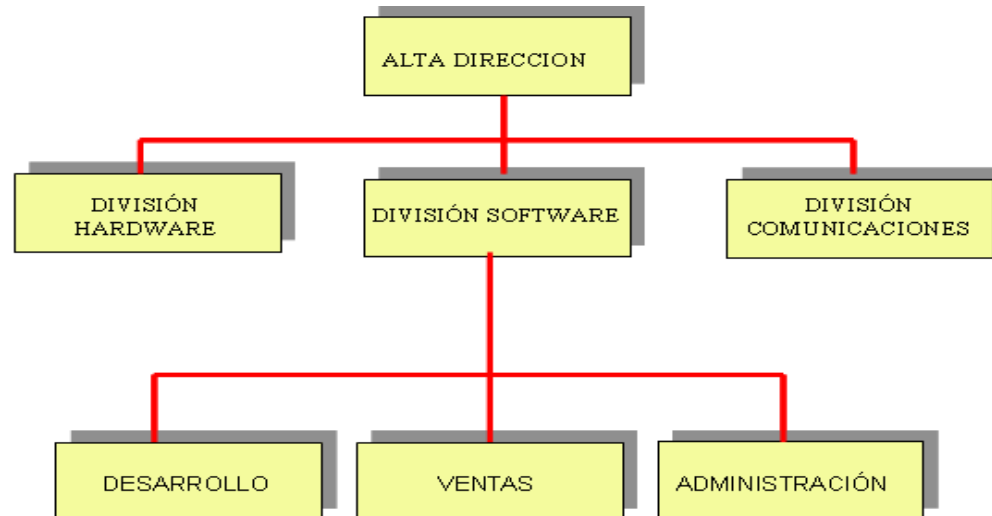 ALTA DIRECCION
DIVISIÓN
HARDWARE
DIVISIÓN SOFTWARE
DIVISIÓN
COMUNICACIONES
DESARROLLO
VENTAS
ADMINISTRACIÓN